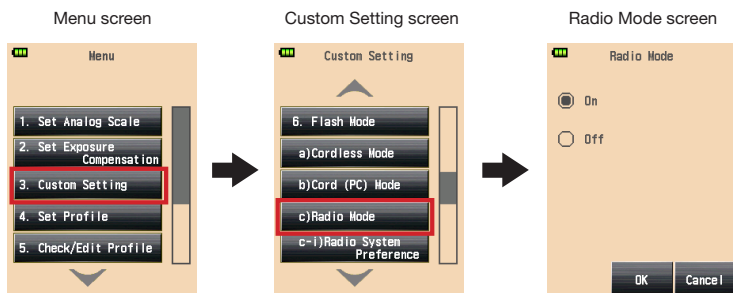 Menu screen
Custom Setting screen
Radio Mode screen
Menu
1. Set Analog Scale
2. Set Exposure
Compensation
3. Custom Setting
4. Set Profile
5. Check/Edit Profile
Custom Setting
6. Flash Mode
a)Cordless Mode
b)Cord (PC) Mode
c)Radio Mode
c-i)Radio System
Preference
Radio Mode
On
Off
OK
Cancel